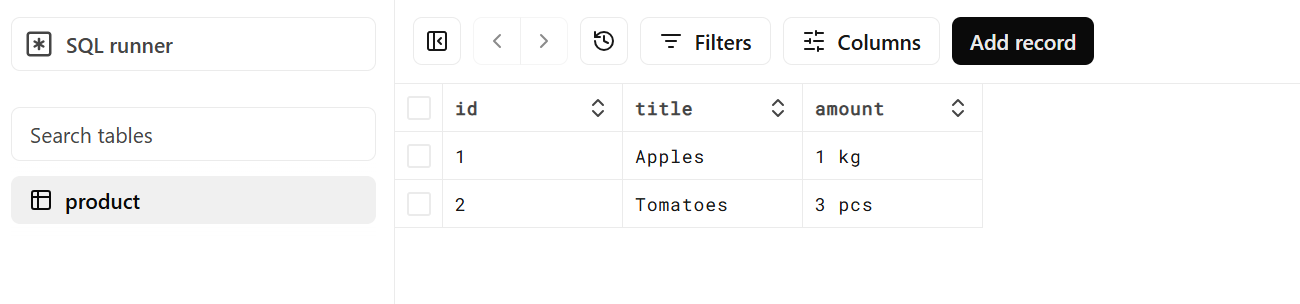 SQL runner
Search tables
product
Filters
Columns
Add record
id title amount
1 Apples 1 kg
2 Tomatoes 3 pcs